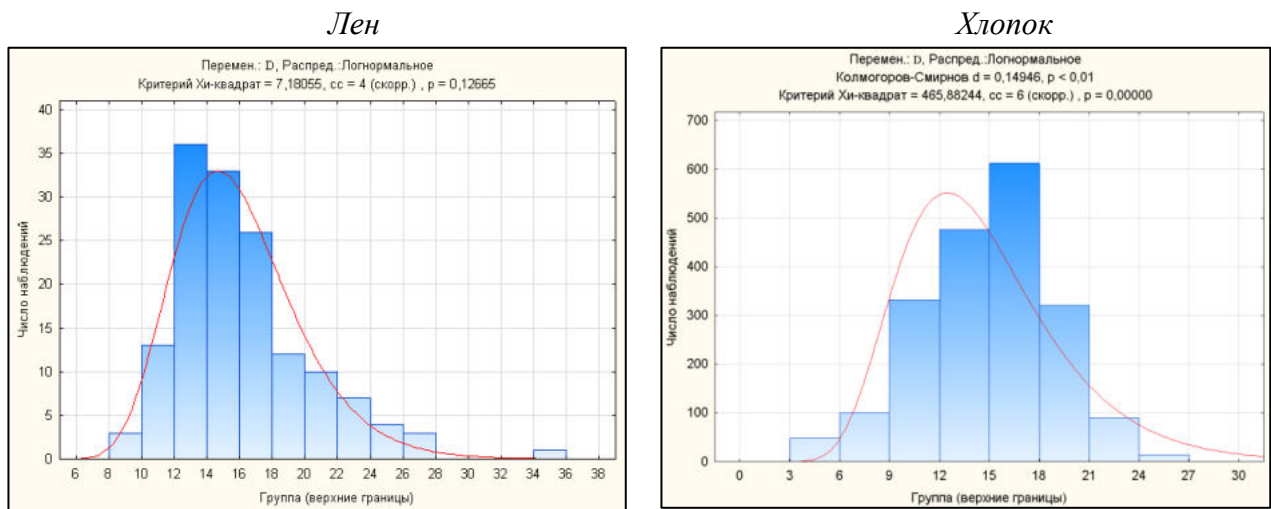 Лен
Перемен.: D, Распред.:Логнормальное
Критерий Хи-квадрат = 7,18055, сс = 4 (скорр.) , p = 0,12665
40
35
30
25
20
15
10
5
0
Число наблюдений
6 8 10 12 14 16 18 20 22 24 26 28 30 32 34 36 38
Группа (верхние границы)
Хлопок
Перемен.: D, Распред.:Логнормальное
Колмогоров-Смирнов d = 0,14946, p < 0,01
Критерий Хи-квадрат = 465,88244, сс = 6 (скорр.) , p = 0,00000
700
600
500
400
300
200
100
0
Число наблюдений
0 3 6 9 12 15 18 21 24 27 30
Группа (верхние границы)